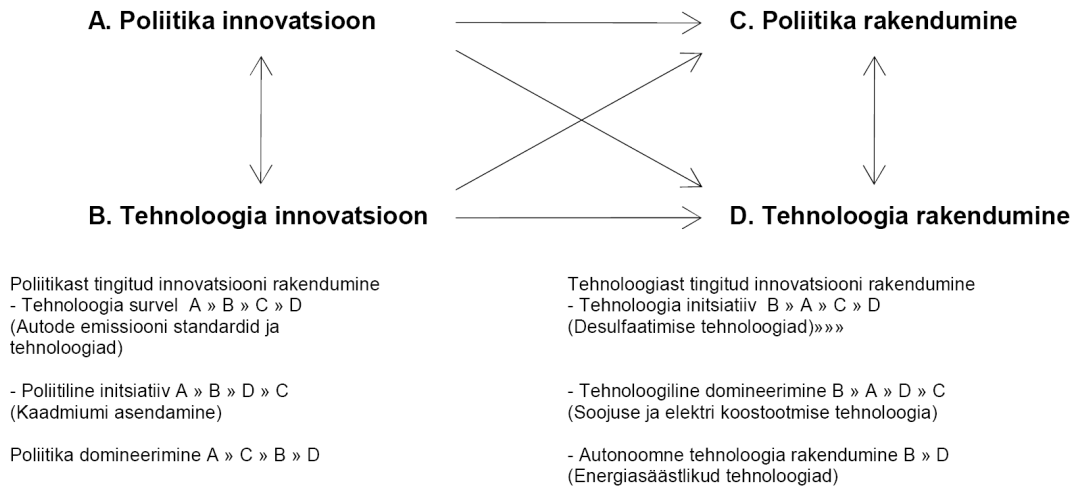 A. Poliitika innovatsioon
C. Poliitika rakendumine
B. Tehnoloogia innovatsioon
D. Tehnoloogia rakendumine
Poliitikast tingitud innovatsiooni rakendumine
- Tehnoloogia survel A » B » C » D
(Autode emissiooni standardid ja
tehnoloogiad)
- Poliitiline initsiatiiv A » B » D » C
(Kaadmiumi asendamine)
Poliitika domineerimine A » C » B » D
Tehnoloogiast tingitud innovatsiooni rakendumine
- Tehnoloogia initsiatiiv B » A » C » D
(Desulfaatimise tehnoloogiad)»»»
- Tehnoloogiline domineerimine B » A » D » C
(Soojuse ja elektri koostootmise tehnoloogia)
- Autonoomne tehnoloogia rakendumine B » D
(Energiasäästlikud tehnoloogiad)